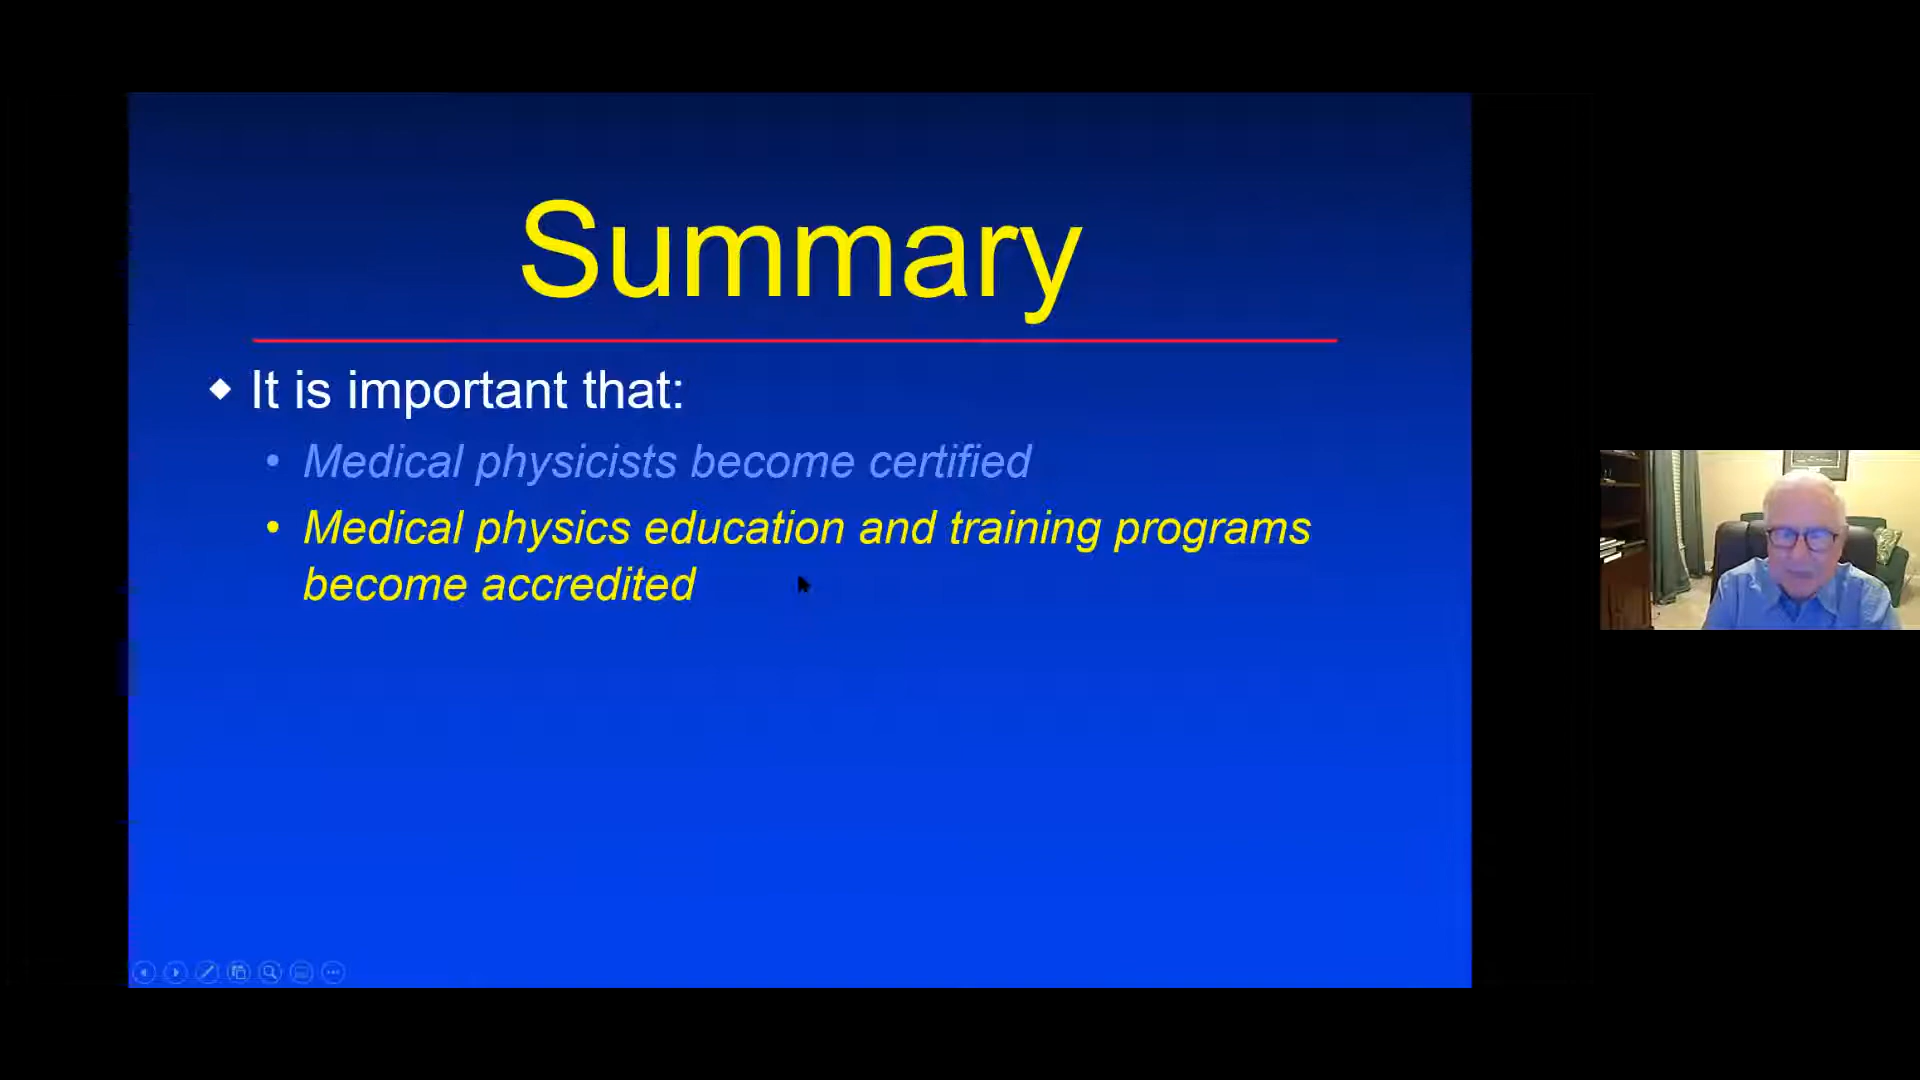 Summary
It is important that:
Medical physicists become certified
Medical physics education and training programs
become accredited